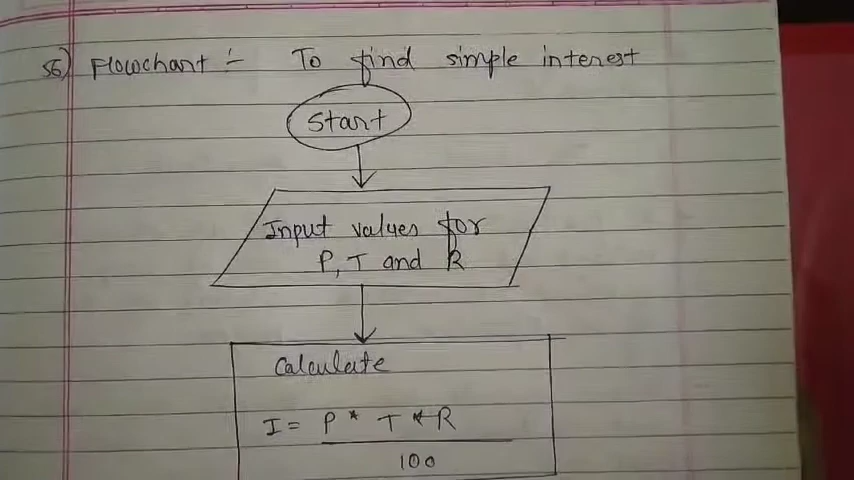 56) Flowchart :- To find simple interest
Start
Input values for
P, T and R
Calculate
I = P * T * R
100